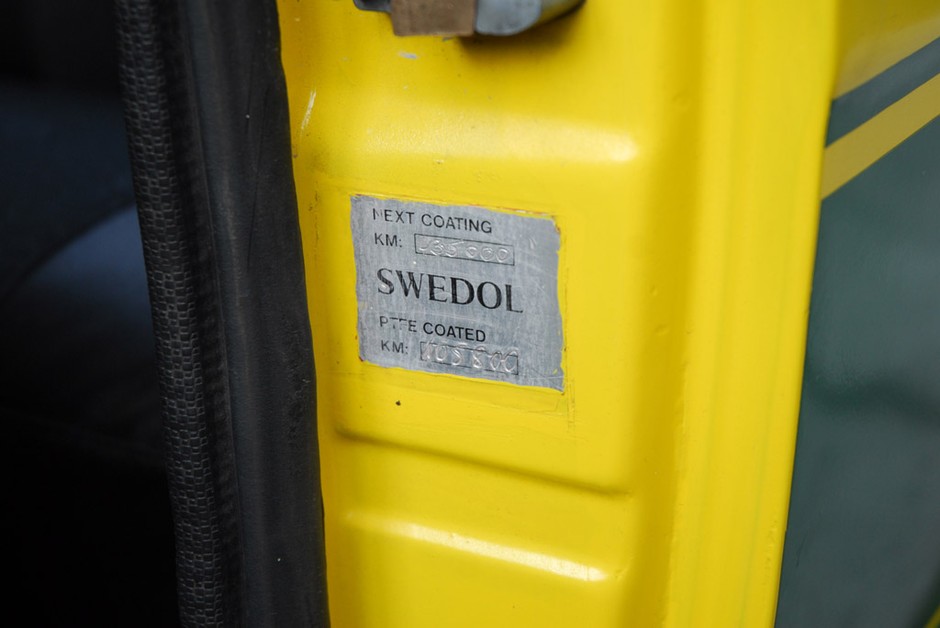 NEXT COATING
KM:
SWEDOL
PTFE COATED
KM: